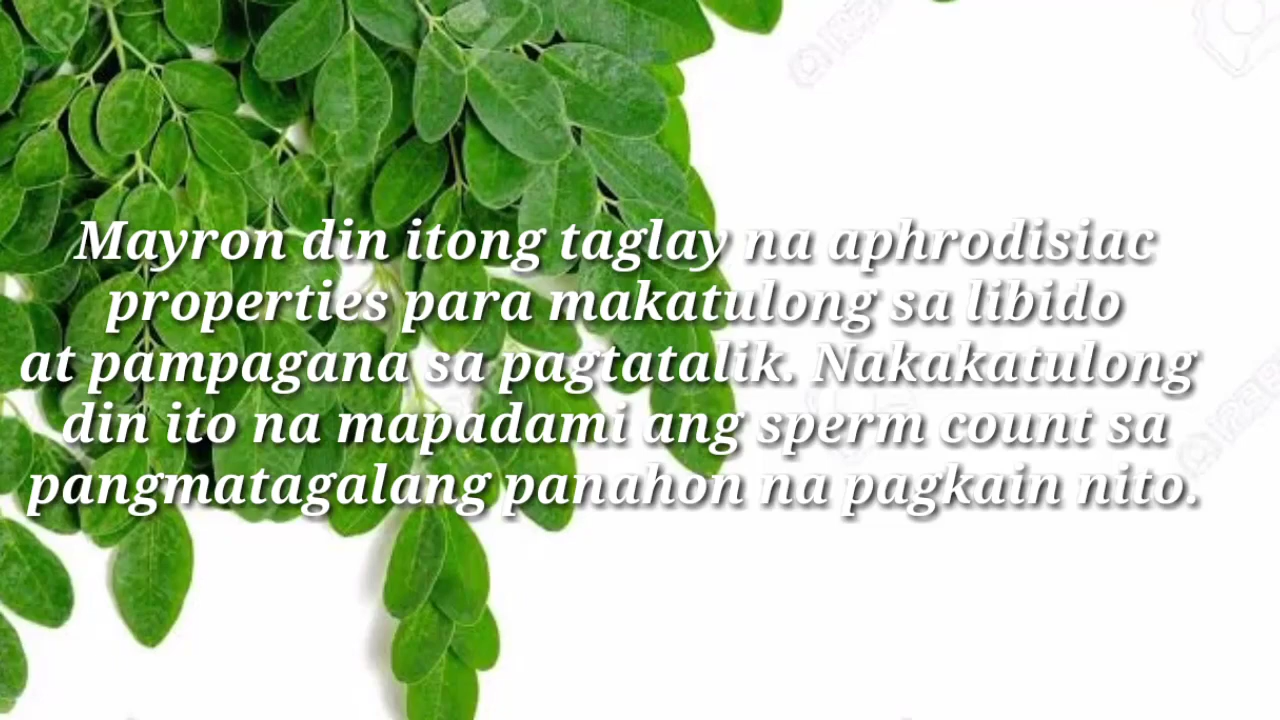 Mayron din itong taglay na aphrodisiac
properties para makatulong sa libido
at pampagana sa pagtatalik. Nakakatulong
din ito na mapadami ang sperm count sa
pangmatagalang panahon na pagkain nito.